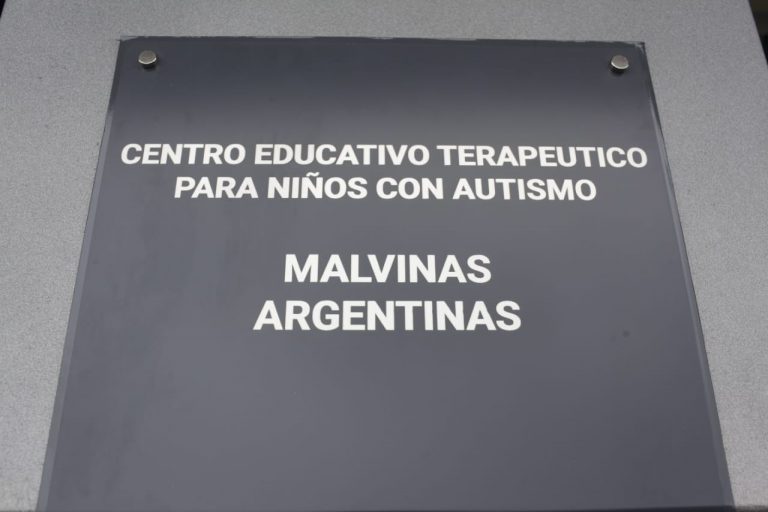 CENTRO EDUCATIVO TERAPEUTICO
PARA NIÑOS CON AUTISMO
MALVINAS
ARGENTINAS